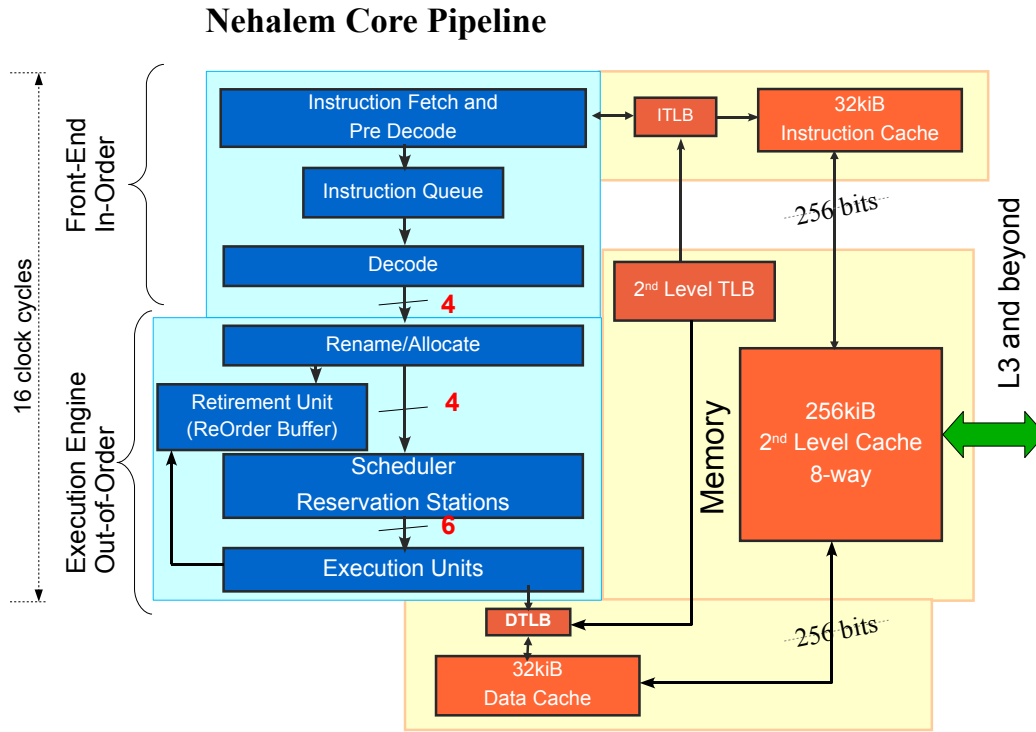 Nehalem Core Pipeline
16 clock cycles
Front-End
In-Order
Instruction Fetch and
Pre Decode
ITLB
32kiB
Instruction Cache
Instruction Queue
256 bits
Decode
2nd Level TLB
4
L3 and beyond
Execution Engine
Out-of-Order
Rename/Allocate
Retirement Unit
(ReOrder Buffer)
4
Memory
256kiB
2nd Level Cache
8-way
Scheduler
Reservation Stations
6
Execution Units
DTLB
256 bits
32kiB
Data Cache